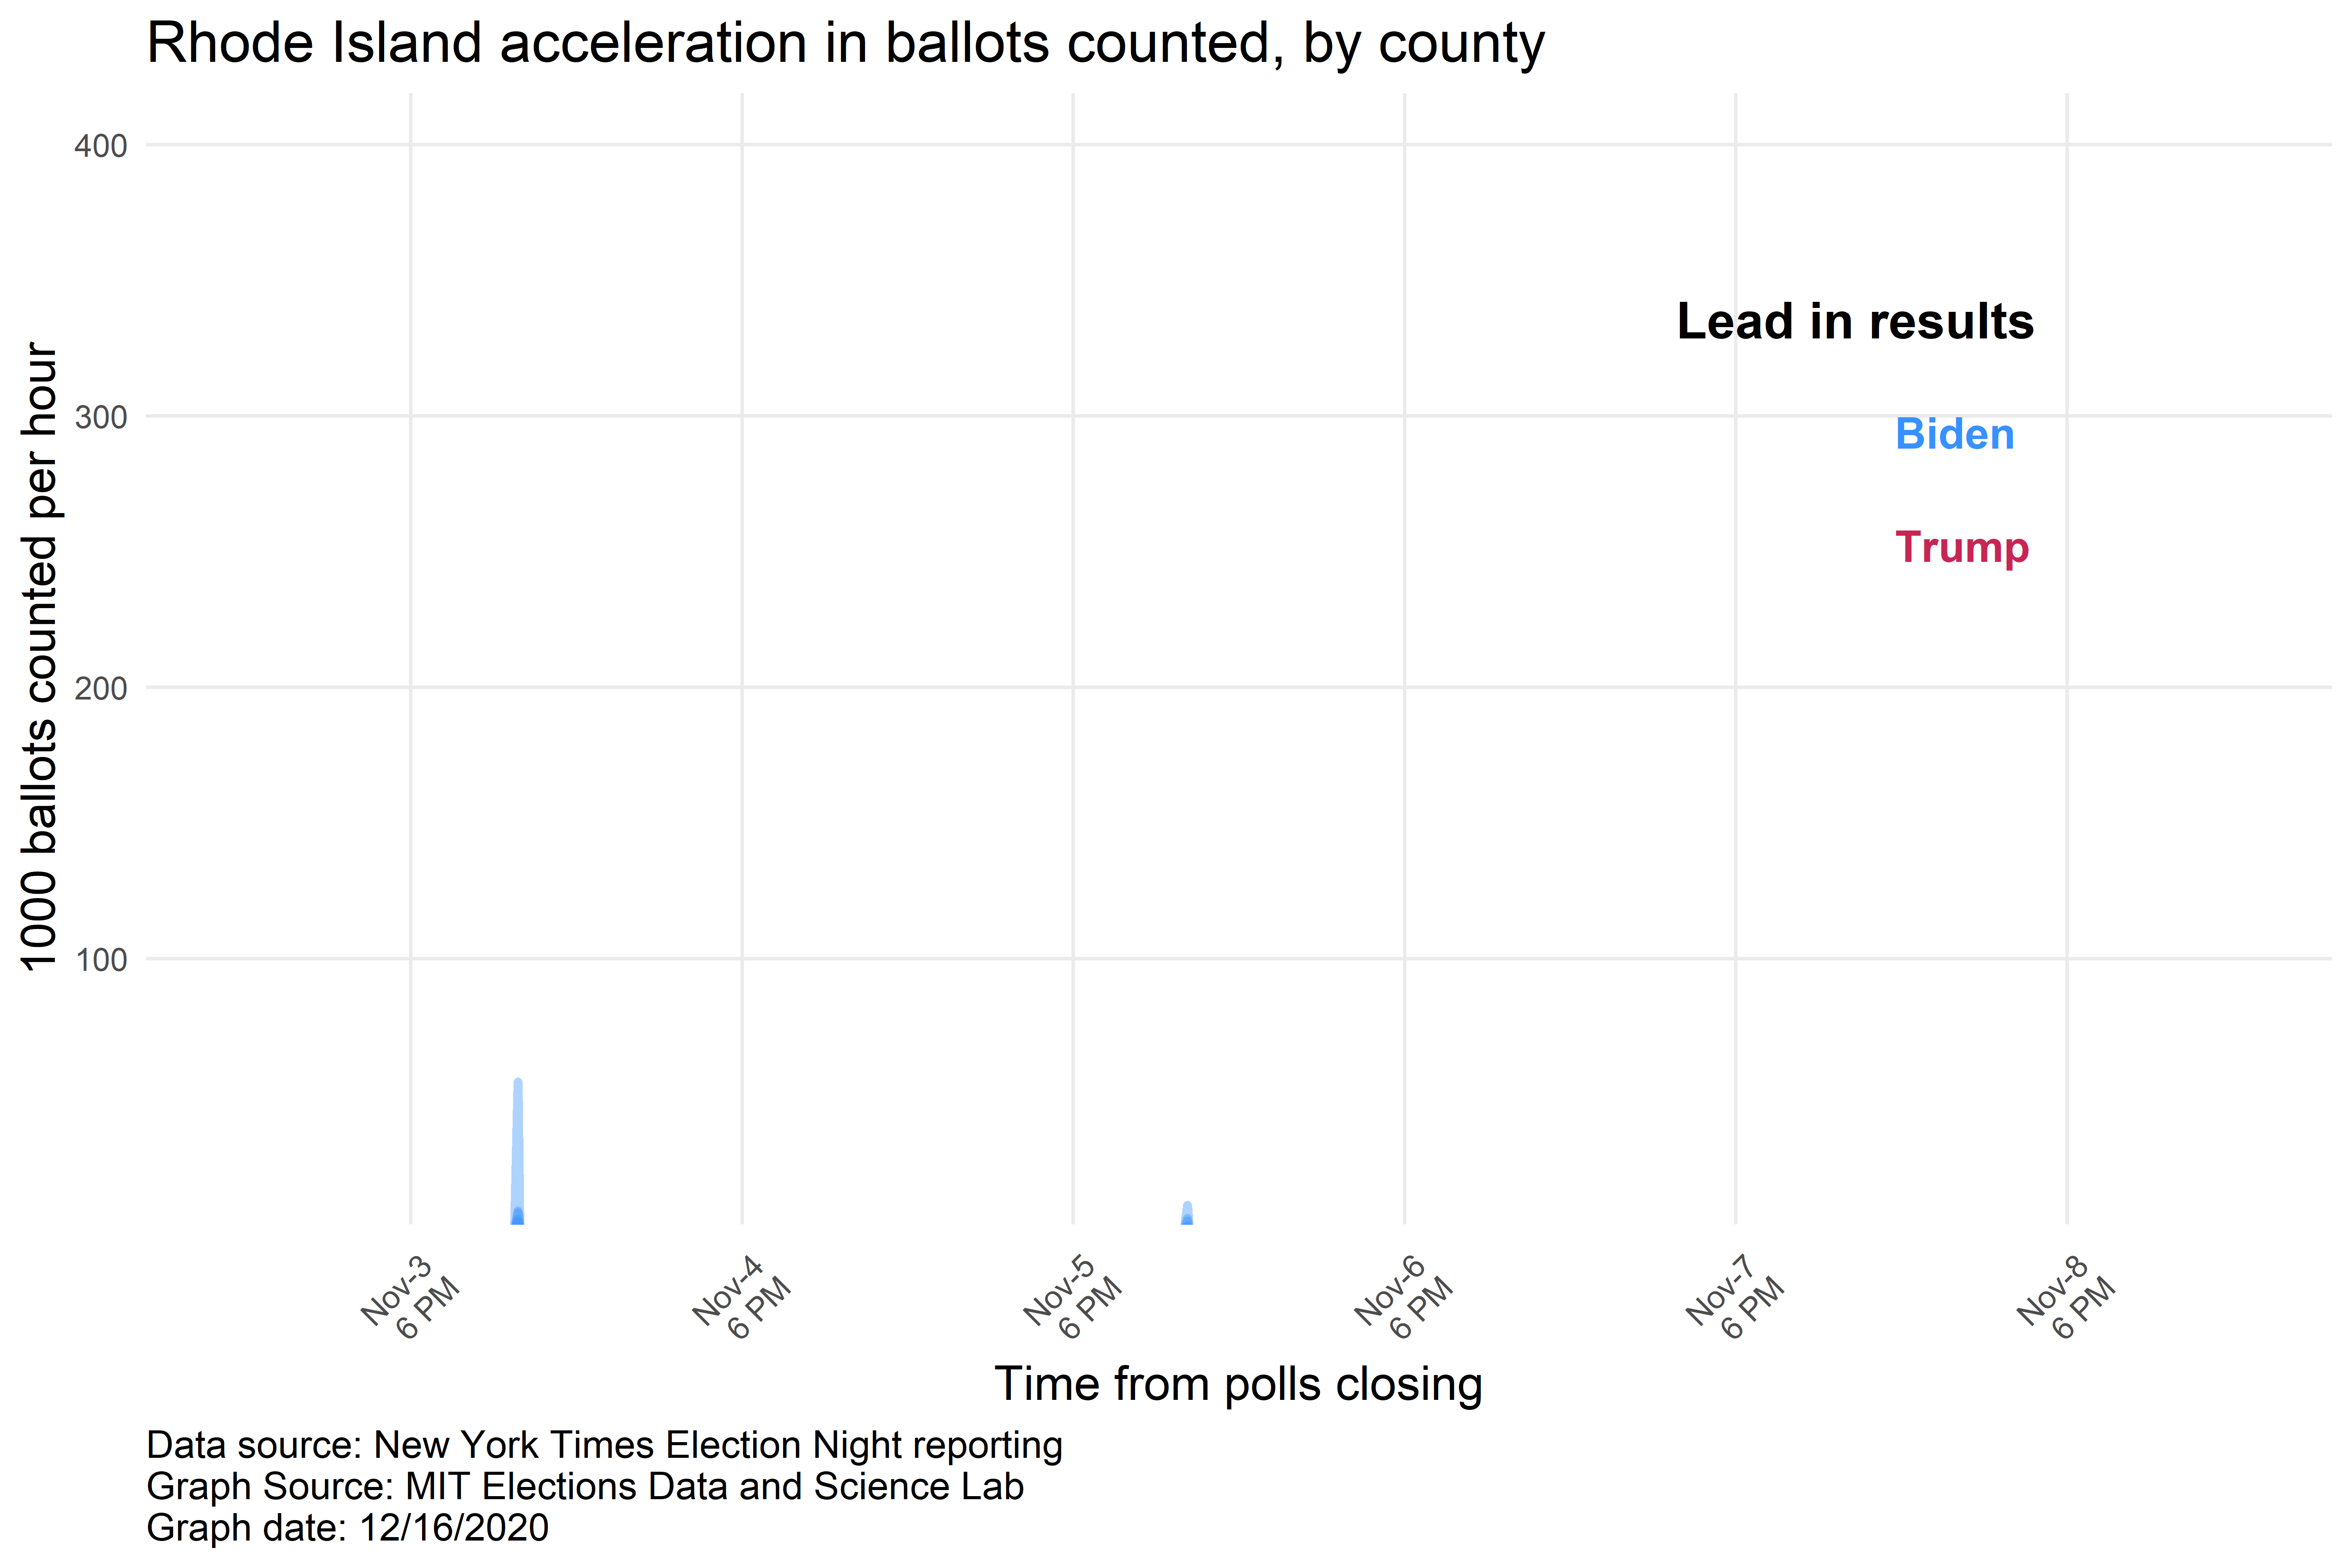 Rhode Island acceleration in ballots counted, by county
1000 ballots counted per hour
400
300
200
100
Lead in results
Biden
Trump
Nov-3
6 PM
Nov-4
6 PM
Nov-5
6 PM
Nov-6
6 PM
Nov-7
6 PM
Nov-8
6 PM
Time from polls closing
Data source: New York Times Election Night reporting
Graph Source: MIT Elections Data and Science Lab
Graph date: 12/16/2020